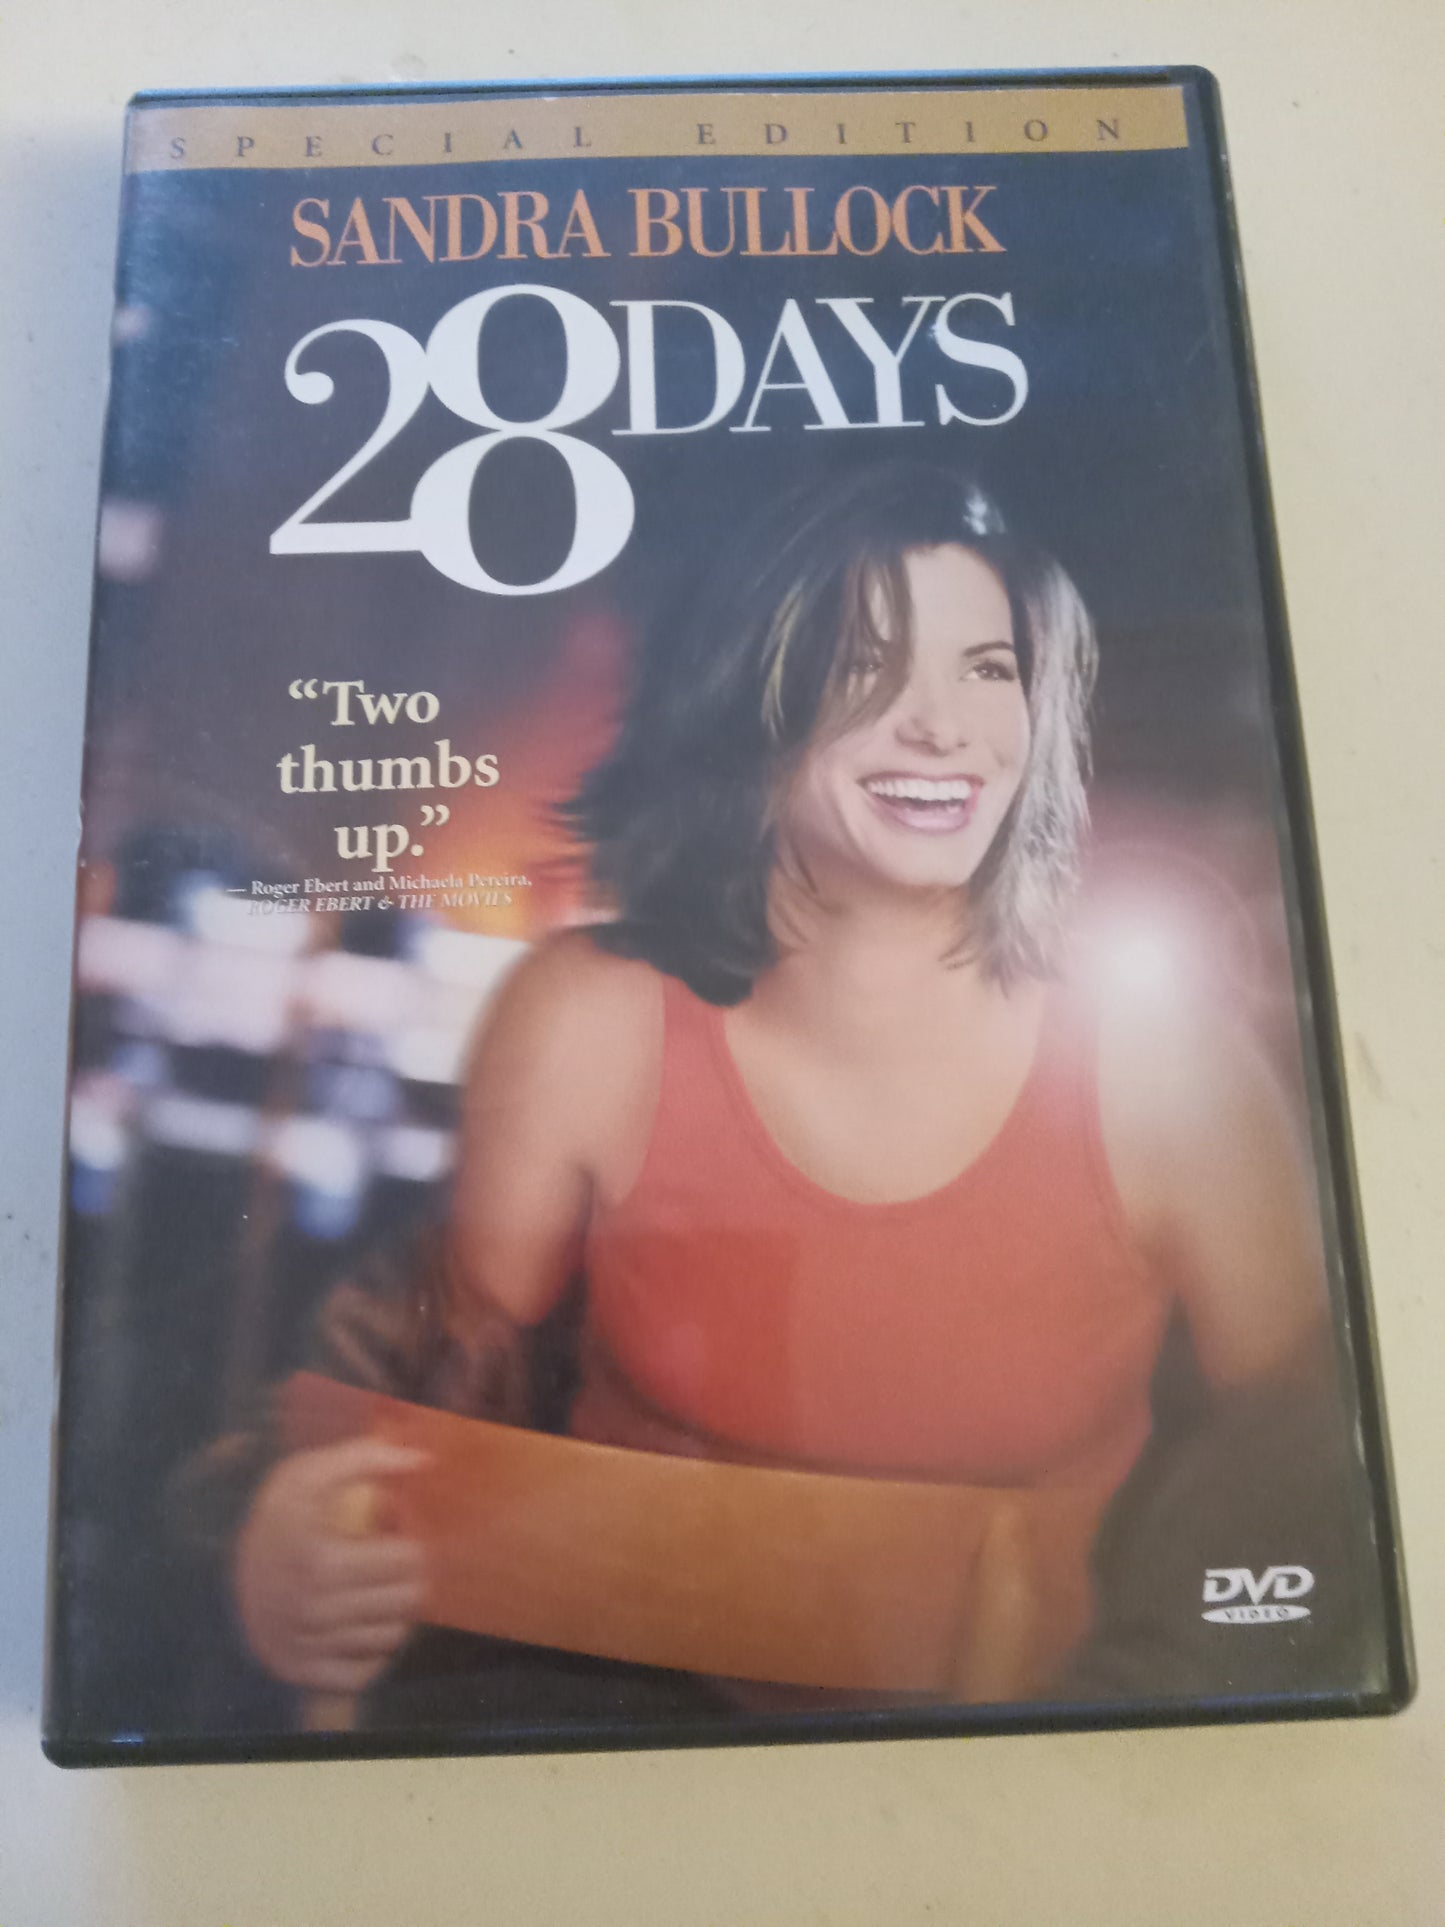 SPECIAL EDITION
SANDRA BULLOCK
28 DAYS
“Two
thumbs
up.”
— Roger Ebert and Michaela Pereira,
ROGER EBERT & THE MOVIES
DVD
VIDEO